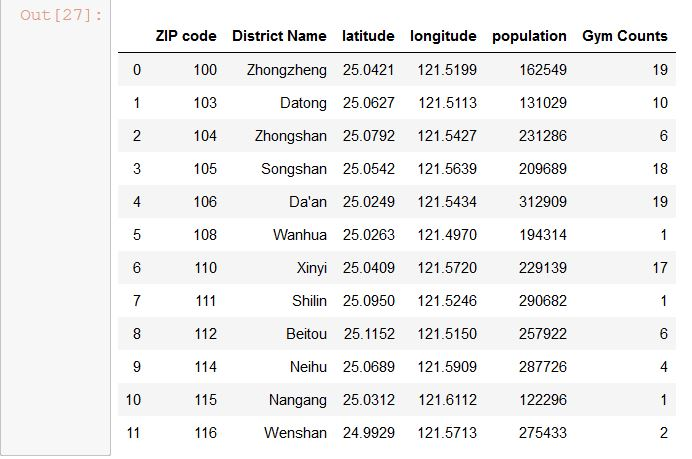 Out[27]:
ZIP code District Name latitude longitude population Gym Counts
0 100 Zhongzheng 25.0421 121.5199 162549 19
1 103 Datong 25.0627 121.5113 131029 10
2 104 Zhongshan 25.0792 121.5427 231286 6
3 105 Songshan 25.0542 121.5639 209689 18
4 106 Da'an 25.0249 121.5434 312909 19
5 108 Wanhua 25.0263 121.4970 194314 1
6 110 Xinyi 25.0409 121.5720 229139 17
7 111 Shilin 25.0950 121.5246 290682 1
8 112 Beitou 25.1152 121.5150 257922 6
9 114 Neihu 25.0689 121.5909 287726 4
10 115 Nangang 25.0312 121.6112 122296 1
11 116 Wenshan 24.9929 121.5713 275433 2